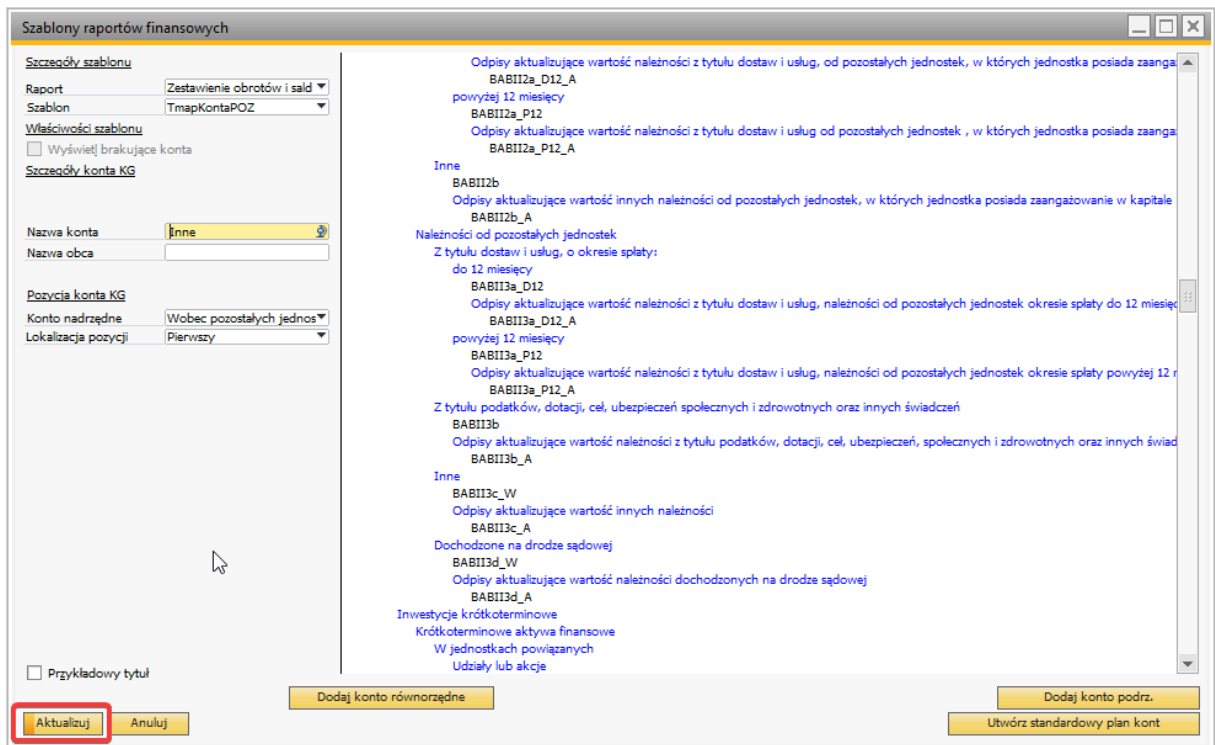 Szablony raportów finansowych
Szczegóły szablonu
Raport
Zestawienie obrotów i sald
Szablon
TmapKontaPOZ
Właściwości szablonu
Wyświetl brakujące konta
Szczegóły konta KG
Nazwa konta
Inne
Nazwa obca
Pozycja konta KG
Konto nadrzędne
Wobec pozostałych jednos
Lokalizacja pozycji
Pierwszy
Odpisy aktualizujące wartość należności z tytułu dostaw i usług, od pozostałych jednostek, w których jednostka posiada zaanga
BABII2a_D12_A
powyżej 12 miesięcy
BABII2a_P12
Odpisy aktualizujące wartość należności z tytułu dostaw i usług od pozostałych jednostek , w których jednostka posiada zaanga
BABII2a_P12_A
Inne
BABII2b
Odpisy aktualizujące wartość innych należności od pozostałych jednostek, w których jednostka posiada zaangażowanie w kapitale
BABII2b_A
Należności od pozostałych jednostek
Z tytułu dostaw i usług, o okresie spłaty:
do 12 miesięcy
BABII3a_D12
Odpisy aktualizujące wartość należności z tytułu dostaw i usług, należności od pozostałych jednostek okresie spłaty do 12 miesięc
BABII3a_D12_A
powyżej 12 miesięcy
BABII3a_P12
Odpisy aktualizujące wartość należności z tytułu dostaw i usług, należności od pozostałych jednostek okresie spłaty powyżej 12 r
BABII3a_P12_A
Z tytułu podatków, dotacji, ceł, ubezpieczeń społecznych i zdrowotnych oraz innych świadczeń
BABII3b
Odpisy aktualizujące wartość należności z tytułu podatków, dotacji, ceł, ubezpieczeń, społecznych i zdrowotnych oraz innych świad
BABII3b_A
Inne
BABII3c_W
Odpisy aktualizujące wartość innych należności
BABII3c_A
Dochodzone na drodze sądowej
BABII3d_W
Odpisy aktualizujące wartość należności dochodzonych na drodze sądowej
BABII3d_A
Inwestycje krótkoterminowe
Krótkoterminowe aktywa finansowe
W jednostkach powiązanych
Udziały lub akcje
Przykładowy tytuł
Dodaj konto równorzędne
Dodaj konto podrz.
Aktualizuj
Anuluj
Utwórz standardowy plan kont